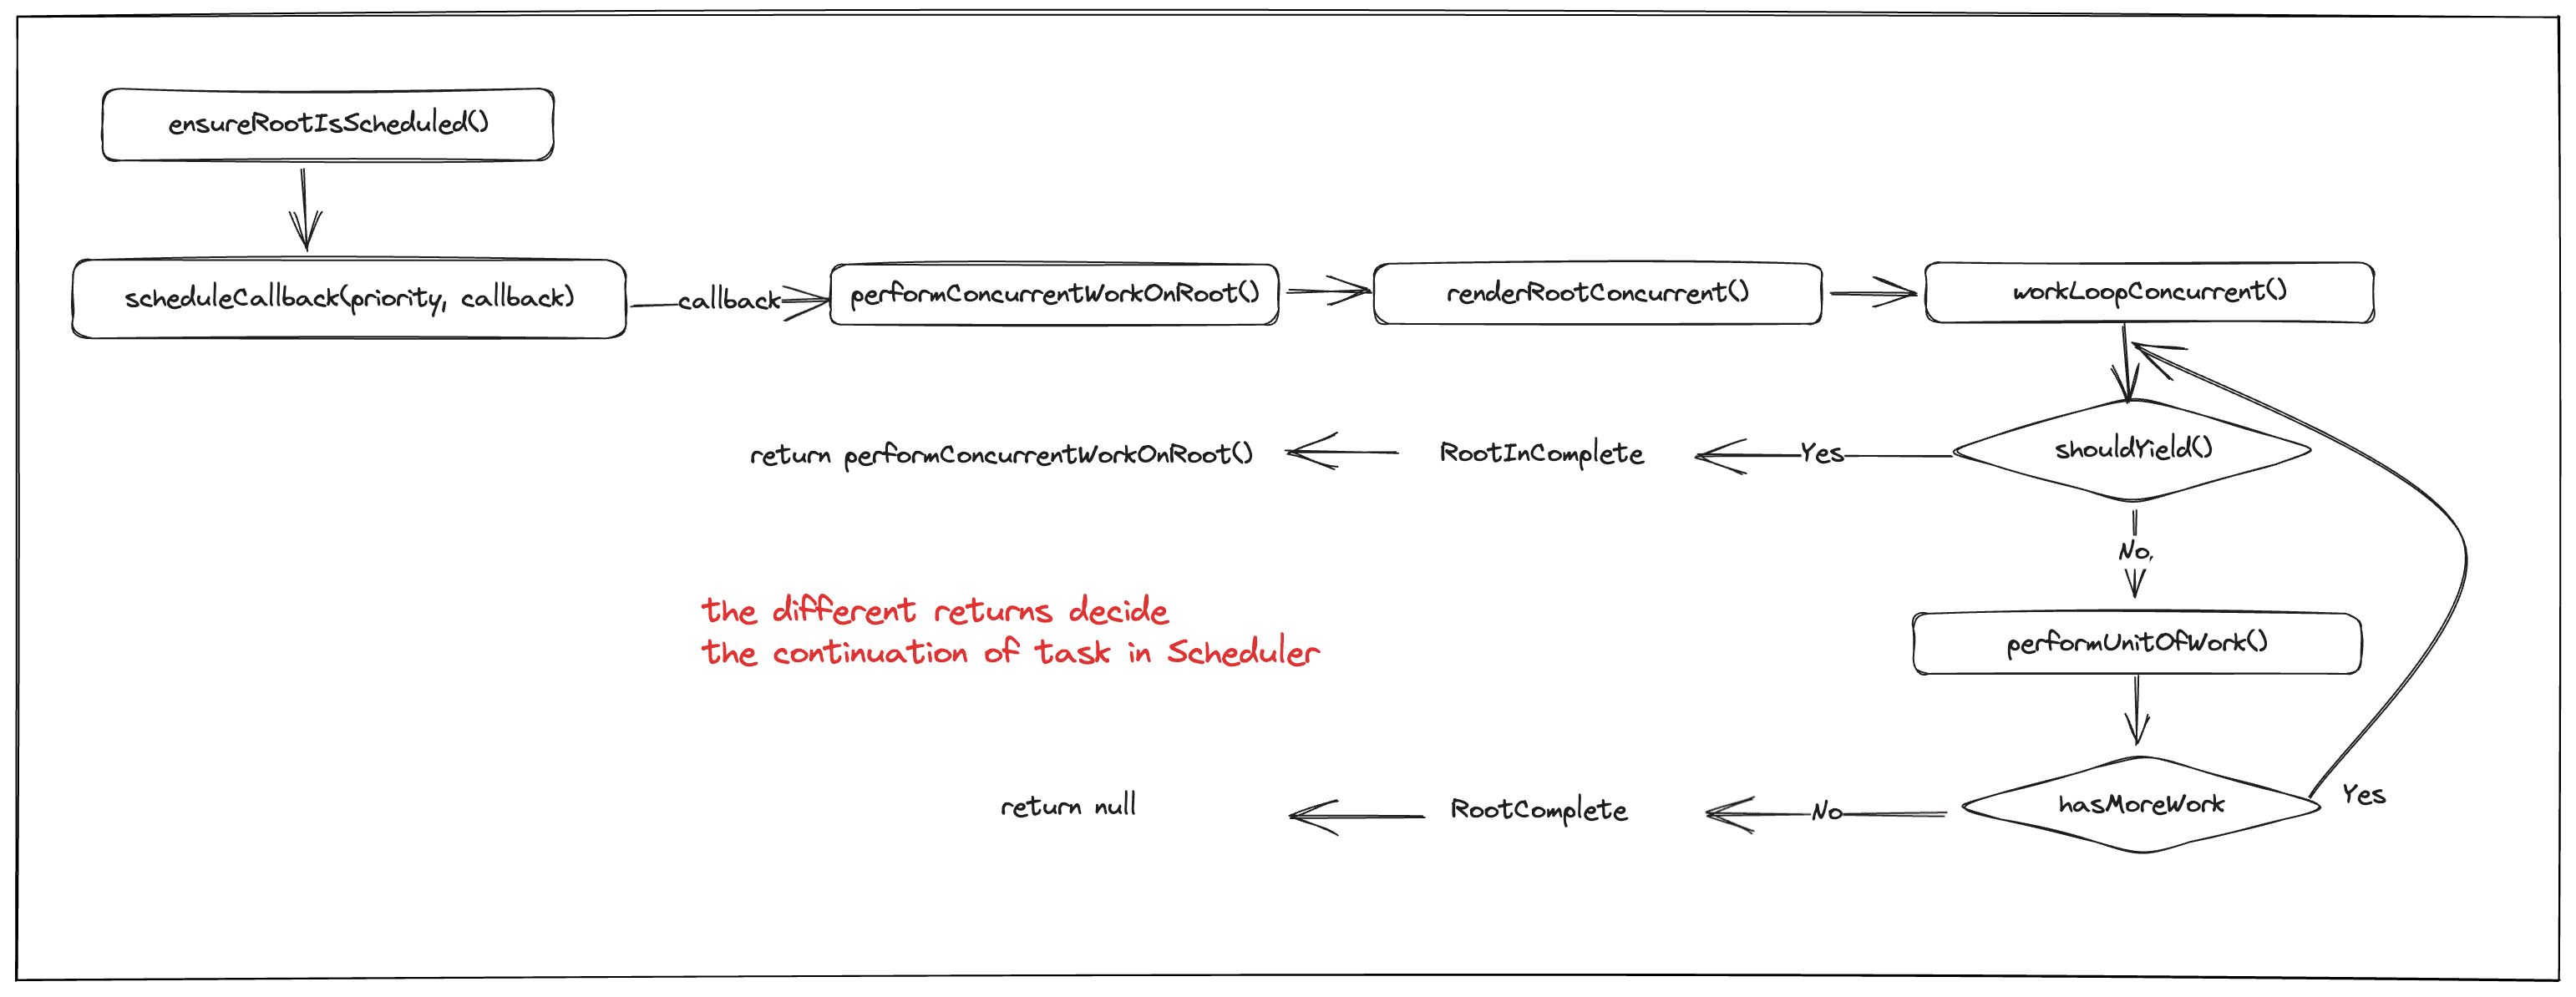 ensureRootIsScheduled()
scheduleCallback(priority, callback)
callback
performConcurrentWorkOnRoot()
renderRootConcurrent()
workLoopConcurrent()
return performConcurrentWorkOnRoot()
RootInComplete
Yes
shouldYield()
No,
the different returns decide
the continuation of task in Scheduler
performUnitOfWork()
return null
RootComplete
No
hasMoreWork
Yes